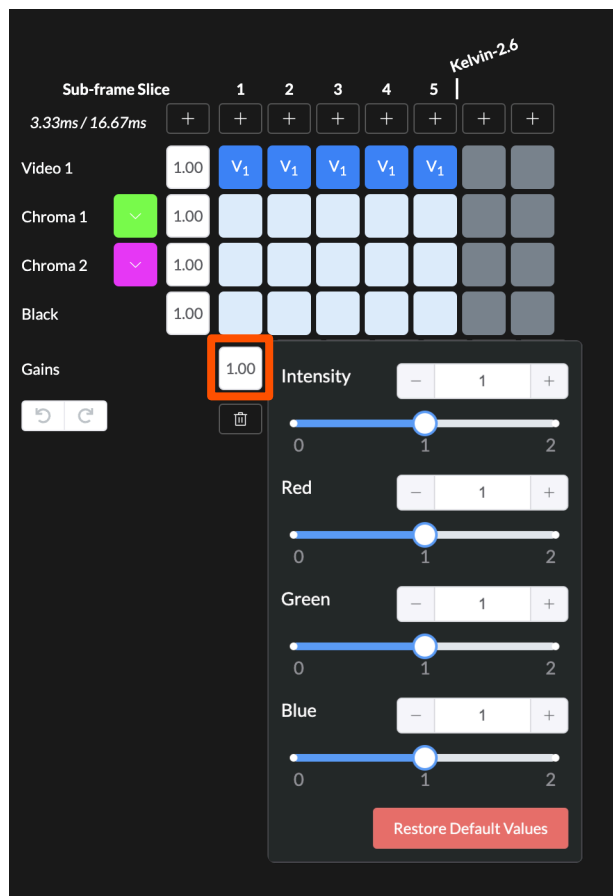 Kelvin-2.6
Sub-frame Slice 1 2 3 4 5
3.33ms / 16.67ms + + + + + + + +
Video 1 1.00 V1 V1 V1 V1 V1
Chroma 1 1.00
Chroma 2 1.00
Black 1.00
Gains 1.00
Intensity − 1 +
0 1 2
Red − 1 +
0 1 2
Green − 1 +
0 1 2
Blue − 1 +
0 1 2
Restore Default Values